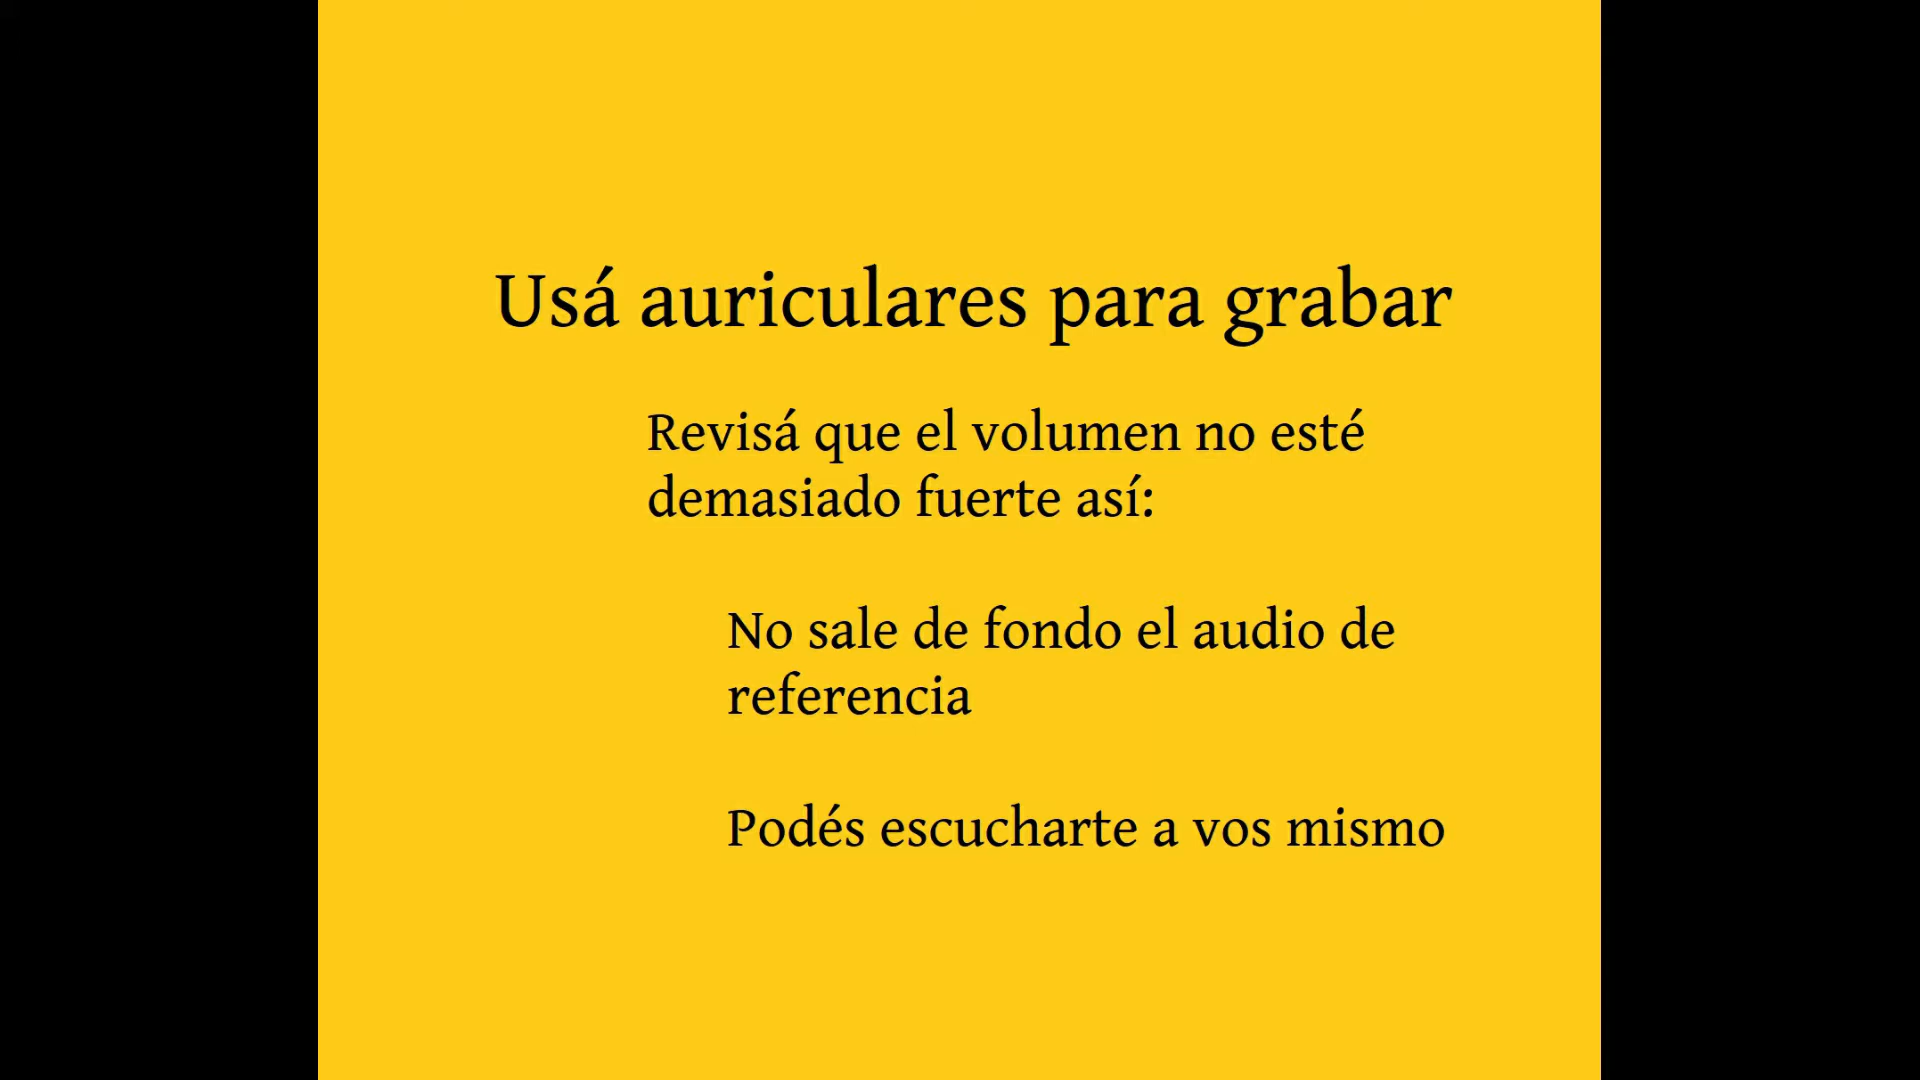 Usá auriculares para grabar
Revisá que el volumen no esté
demasiado fuerte así:
No sale de fondo el audio de
referencia
Podés escucharte a vos mismo